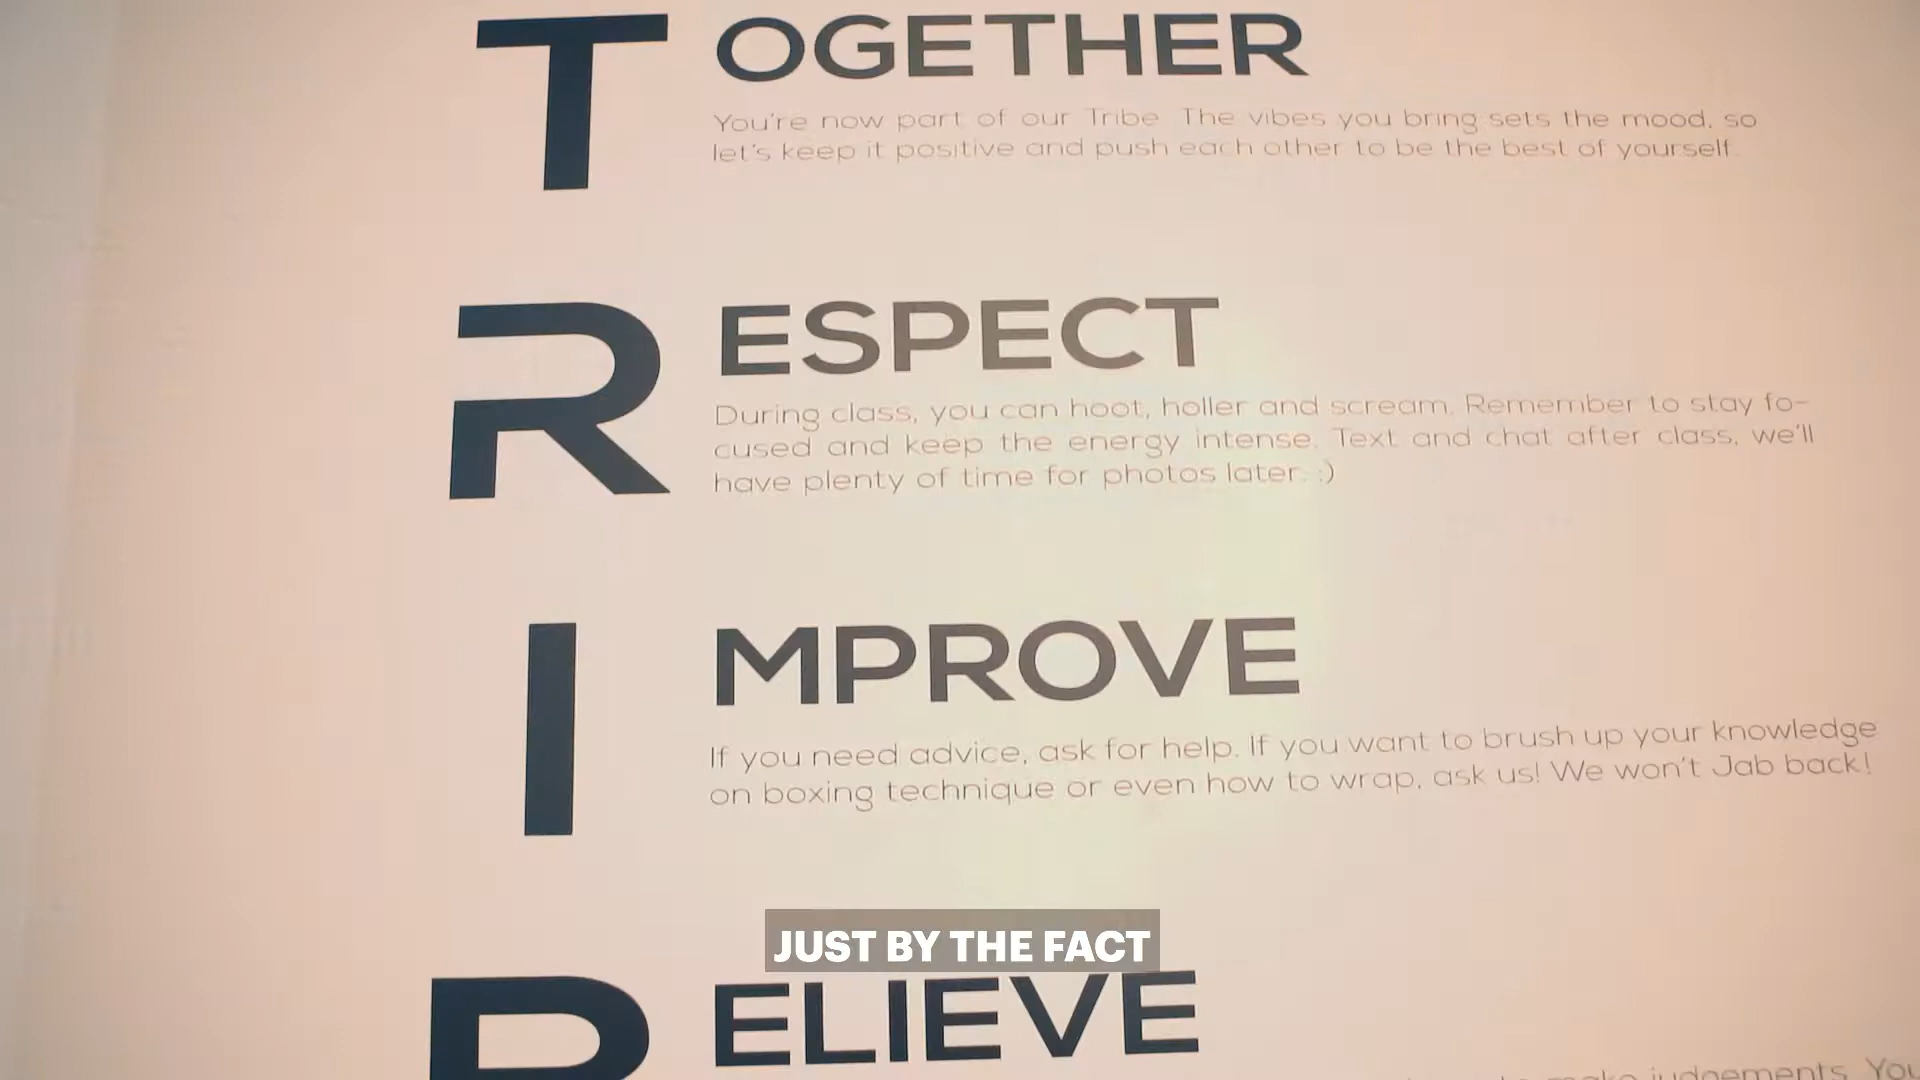 TOGETHER
You're now part of our Tribe. The vibes you bring sets the mood, so
let's keep it positive and push each other to be the best of yourself.
RESPECT
During class, you can hoot, holler and scream. Remember to stay fo-
cused and keep the energy intense. Text and chat after class, we'll
have plenty of time for photos later. :)
IMPROVE
If you need advice, ask for help. If you want to brush up your knowledge
on boxing technique or even how to wrap, ask us! We won't Jab back!
JUST BY THE FACT
BELIEVE
make judgements. You